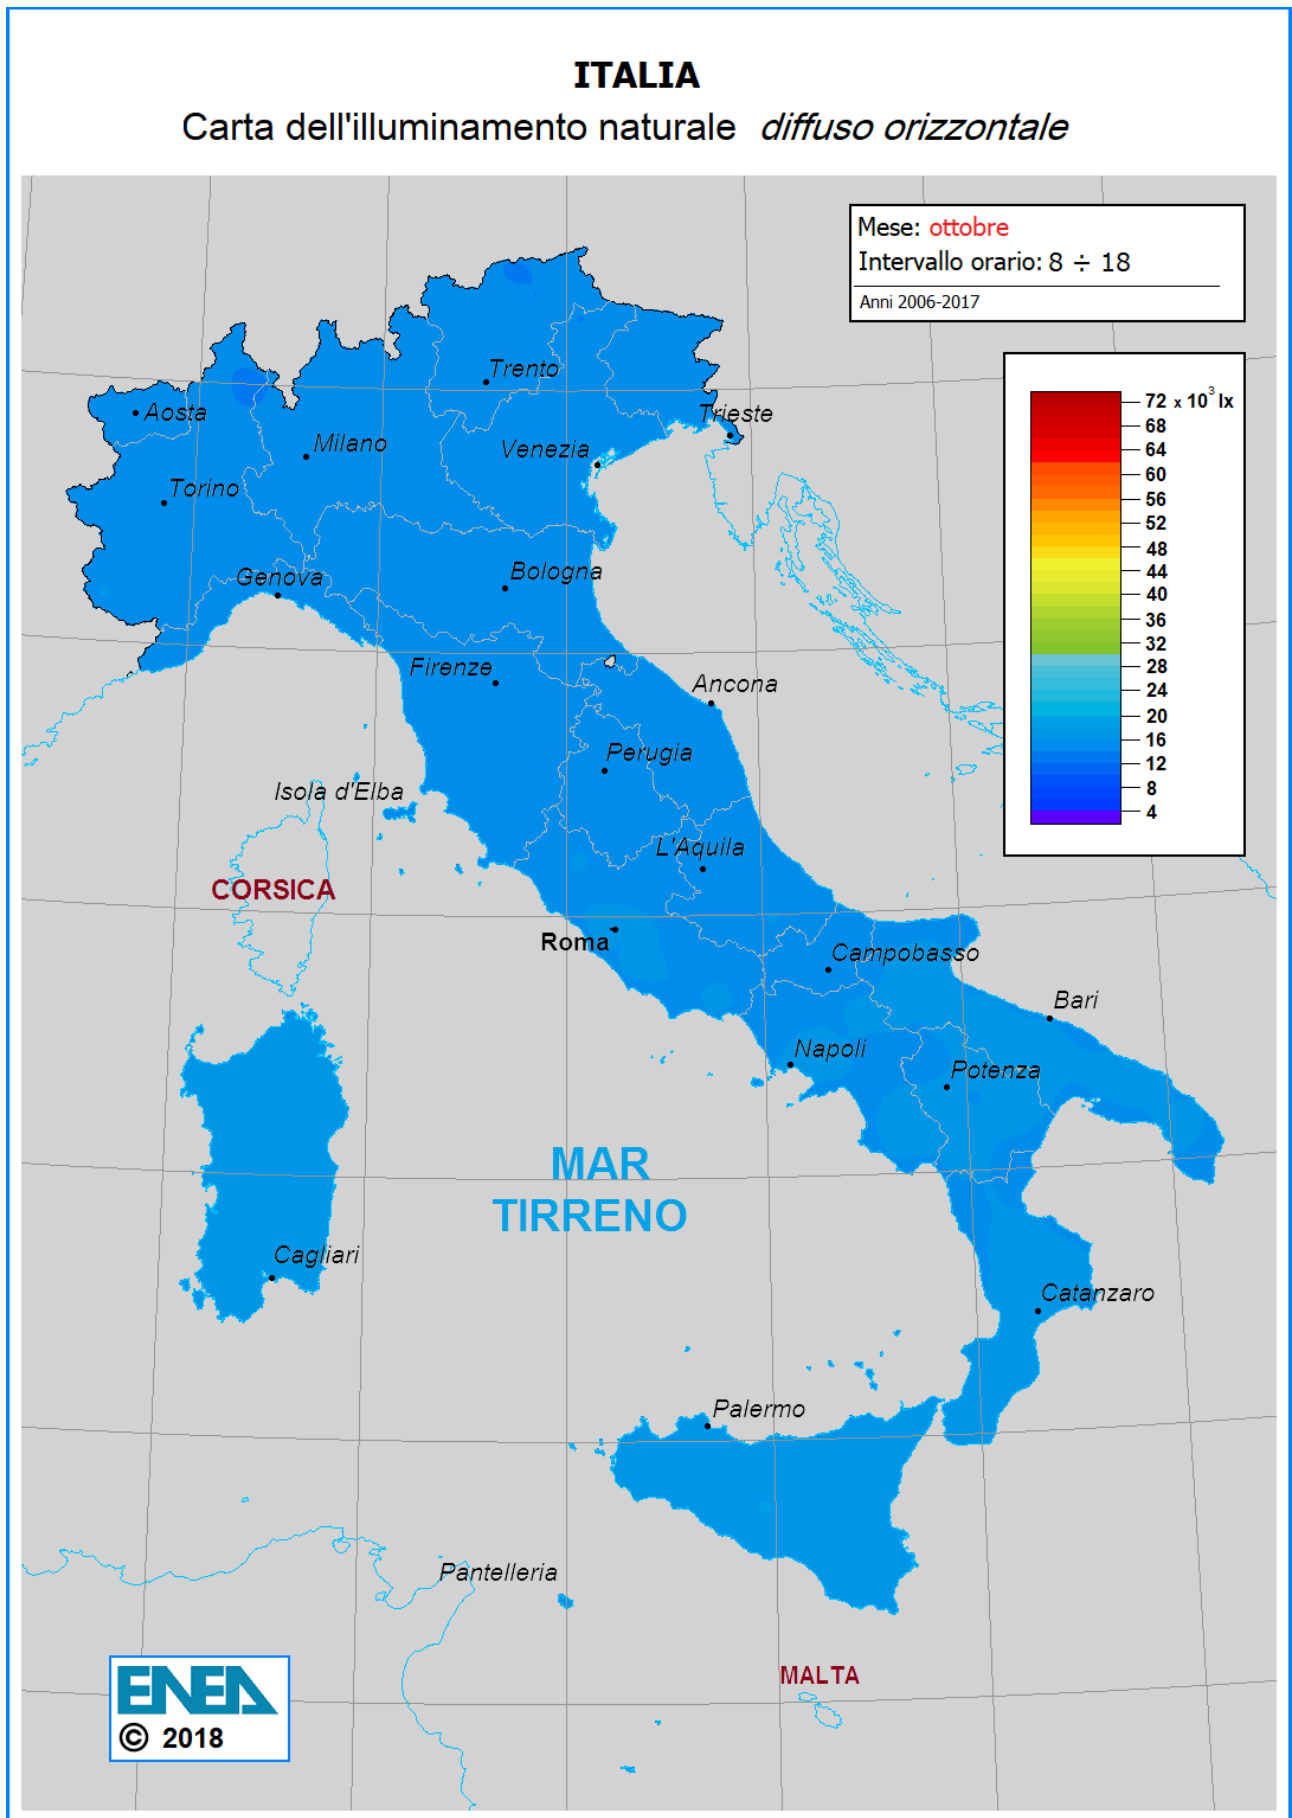 ITALIA
Carta dell'illuminamento naturale diffuso orizzontale
Mese: ottobre
Intervallo orario: 8 ÷ 18
Anni 2006-2017
72 x 10³ lx
68
64
60
56
52
48
44
40
36
32
28
24
20
16
12
8
4
Trento
Aosta
Trieste
Milano
Venezia
Torino
Bologna
Genova
Firenze
Ancona
Perugia
Isola d'Elba
L'Aquila
CORSICA
Roma
Campobasso
Bari
Napoli
Potenza
MAR
TIRRENO
Cagliari
Catanzaro
Palermo
Pantelleria
MALTA
ENEA
© 2018